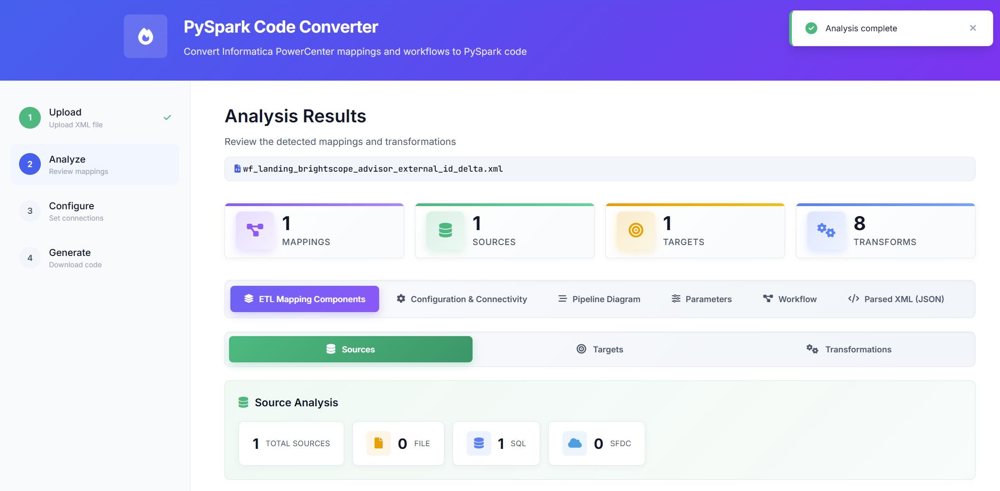 PySpark Code Converter
Convert Informatica PowerCenter mappings and workflows to PySpark code
Analysis complete
1
Upload
Upload XML file
2
Analyze
Review mappings
3
Configure
Set connections
4
Generate
Download code
Analysis Results
Review the detected mappings and transformations
wf_landing_brightscope_advisor_external_id_delta.xml
1
MAPPINGS
1
SOURCES
1
TARGETS
8
TRANSFORMS
ETL Mapping Components
Configuration & Connectivity
Pipeline Diagram
Parameters
Workflow
Parsed XML (JSON)
Sources
Targets
Transformations
Source Analysis
1 TOTAL SOURCES
0 FILE
1 SQL
0 SFDC